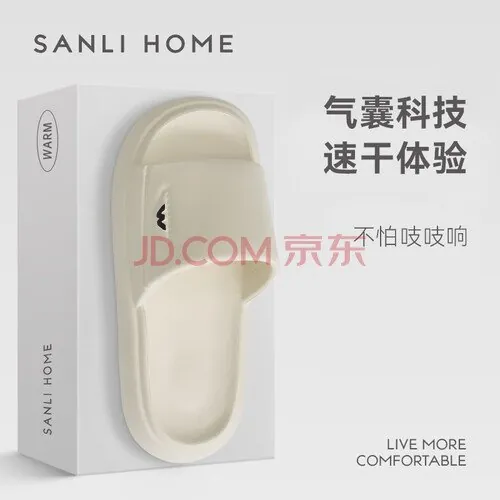 SANLI HOME
WARM
气囊科技
速干体验
不怕吱吱响
JD.COM 京东
SANLI HOME
LIVE MORE
COMFORTABLE